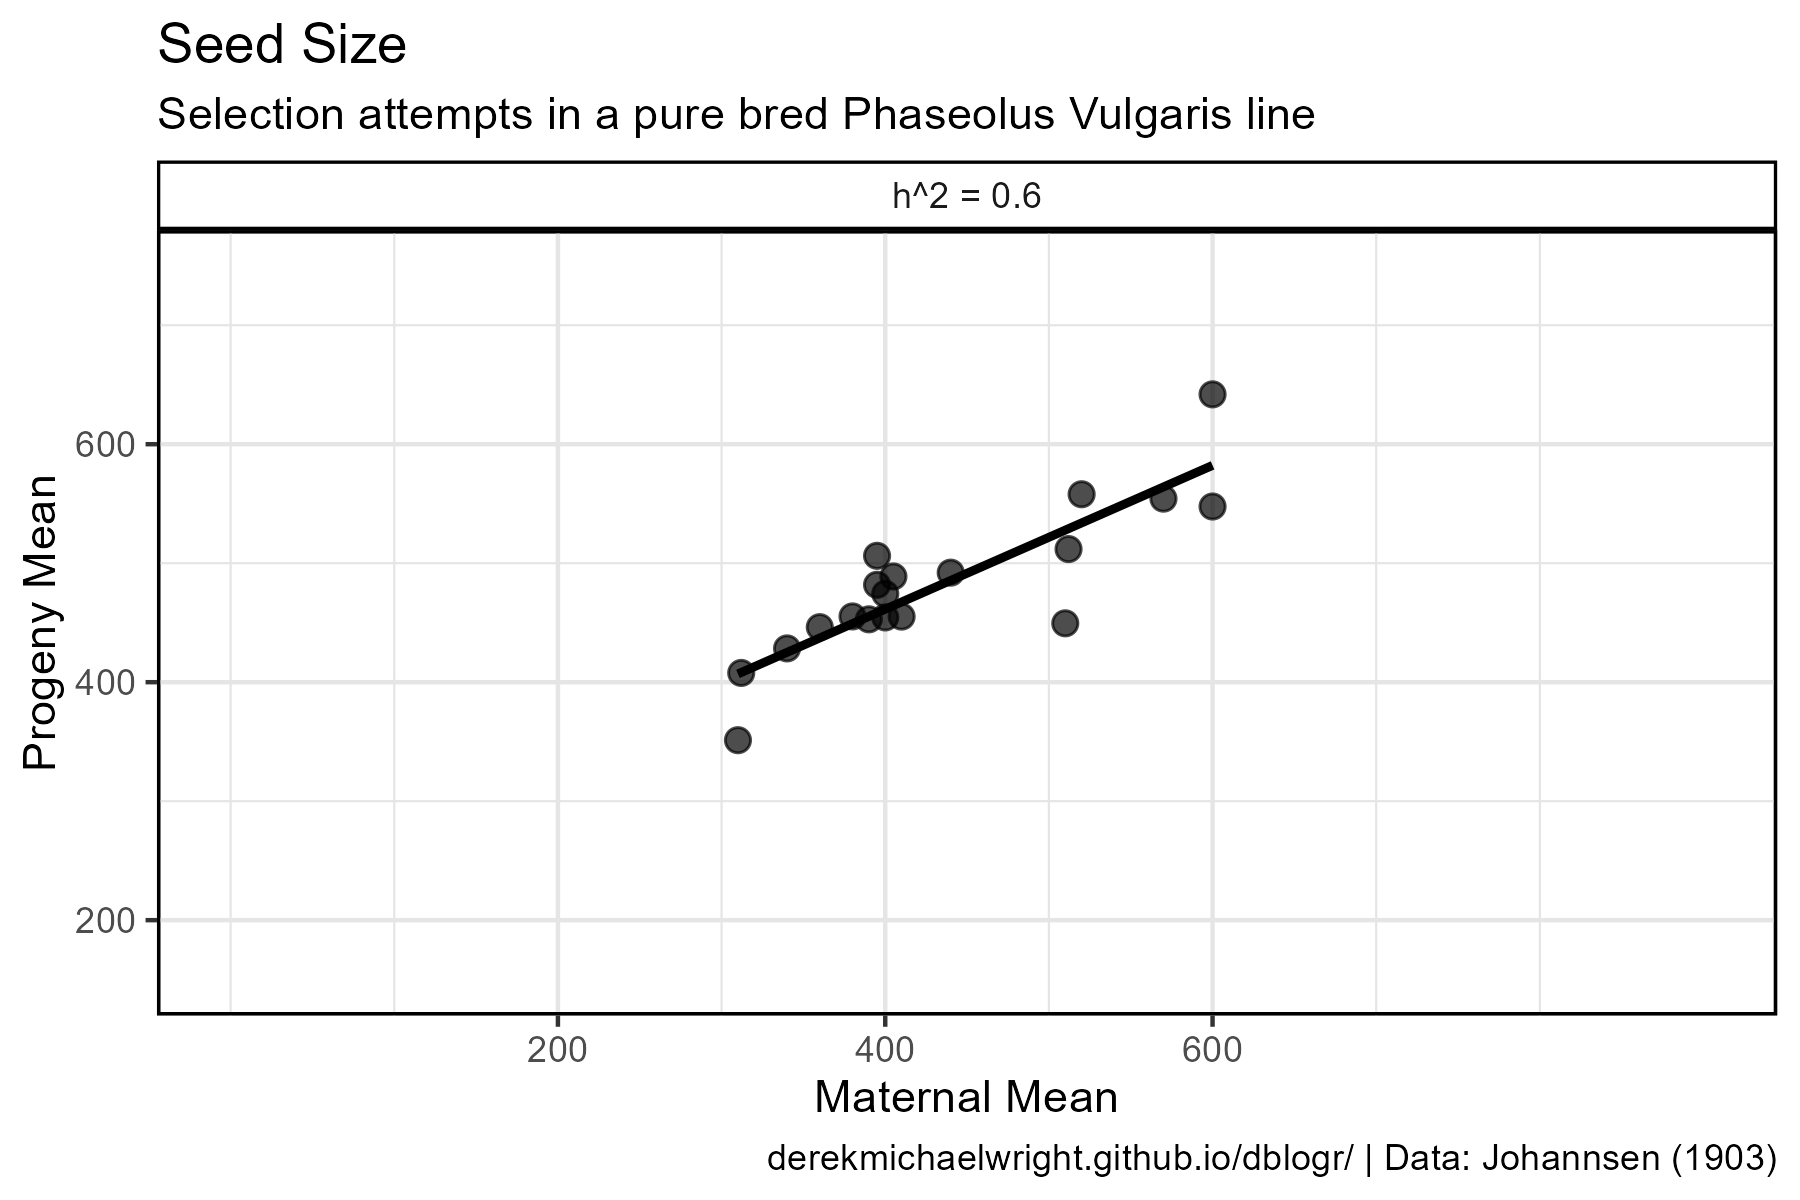 Seed Size
Selection attempts in a pure bred Phaseolus Vulgaris line
h^2 = 0.6
600
400
200
Progeny Mean
200 400 600
Maternal Mean
derekmichaelwright.github.io/dblogr/ | Data: Johannsen (1903)